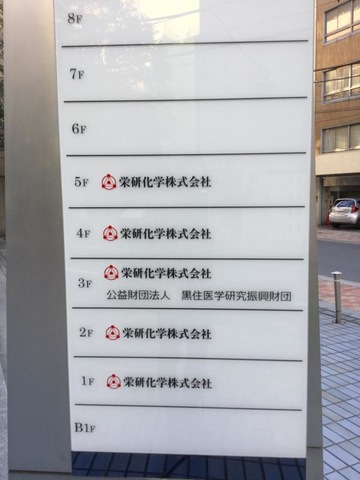 8F
7F
6F
5F 栄研化学株式会社
4F 栄研化学株式会社
3F 栄研化学株式会社
公益財団法人 黒住医学研究振興財団
2F 栄研化学株式会社
1F 栄研化学株式会社
B1F